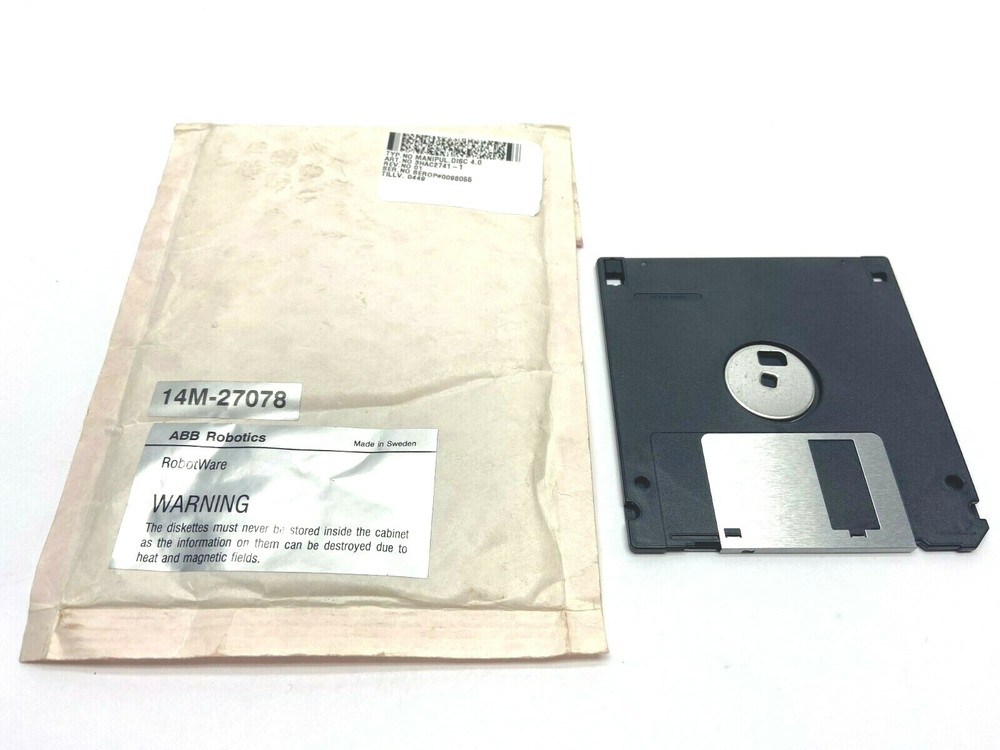 TYP NO MANIPUL.DISC 4.0
ART.NO 3HAC2741-1
REV.NO 01
SER.NO SEROP#0098055
TILLV. 0449
14M-27078
ABB Robotics Made in Sweden
RobotWare
WARNING
The diskettes must never be stored inside the cabinet
as the information on them can be destroyed due to
heat and magnetic fields.